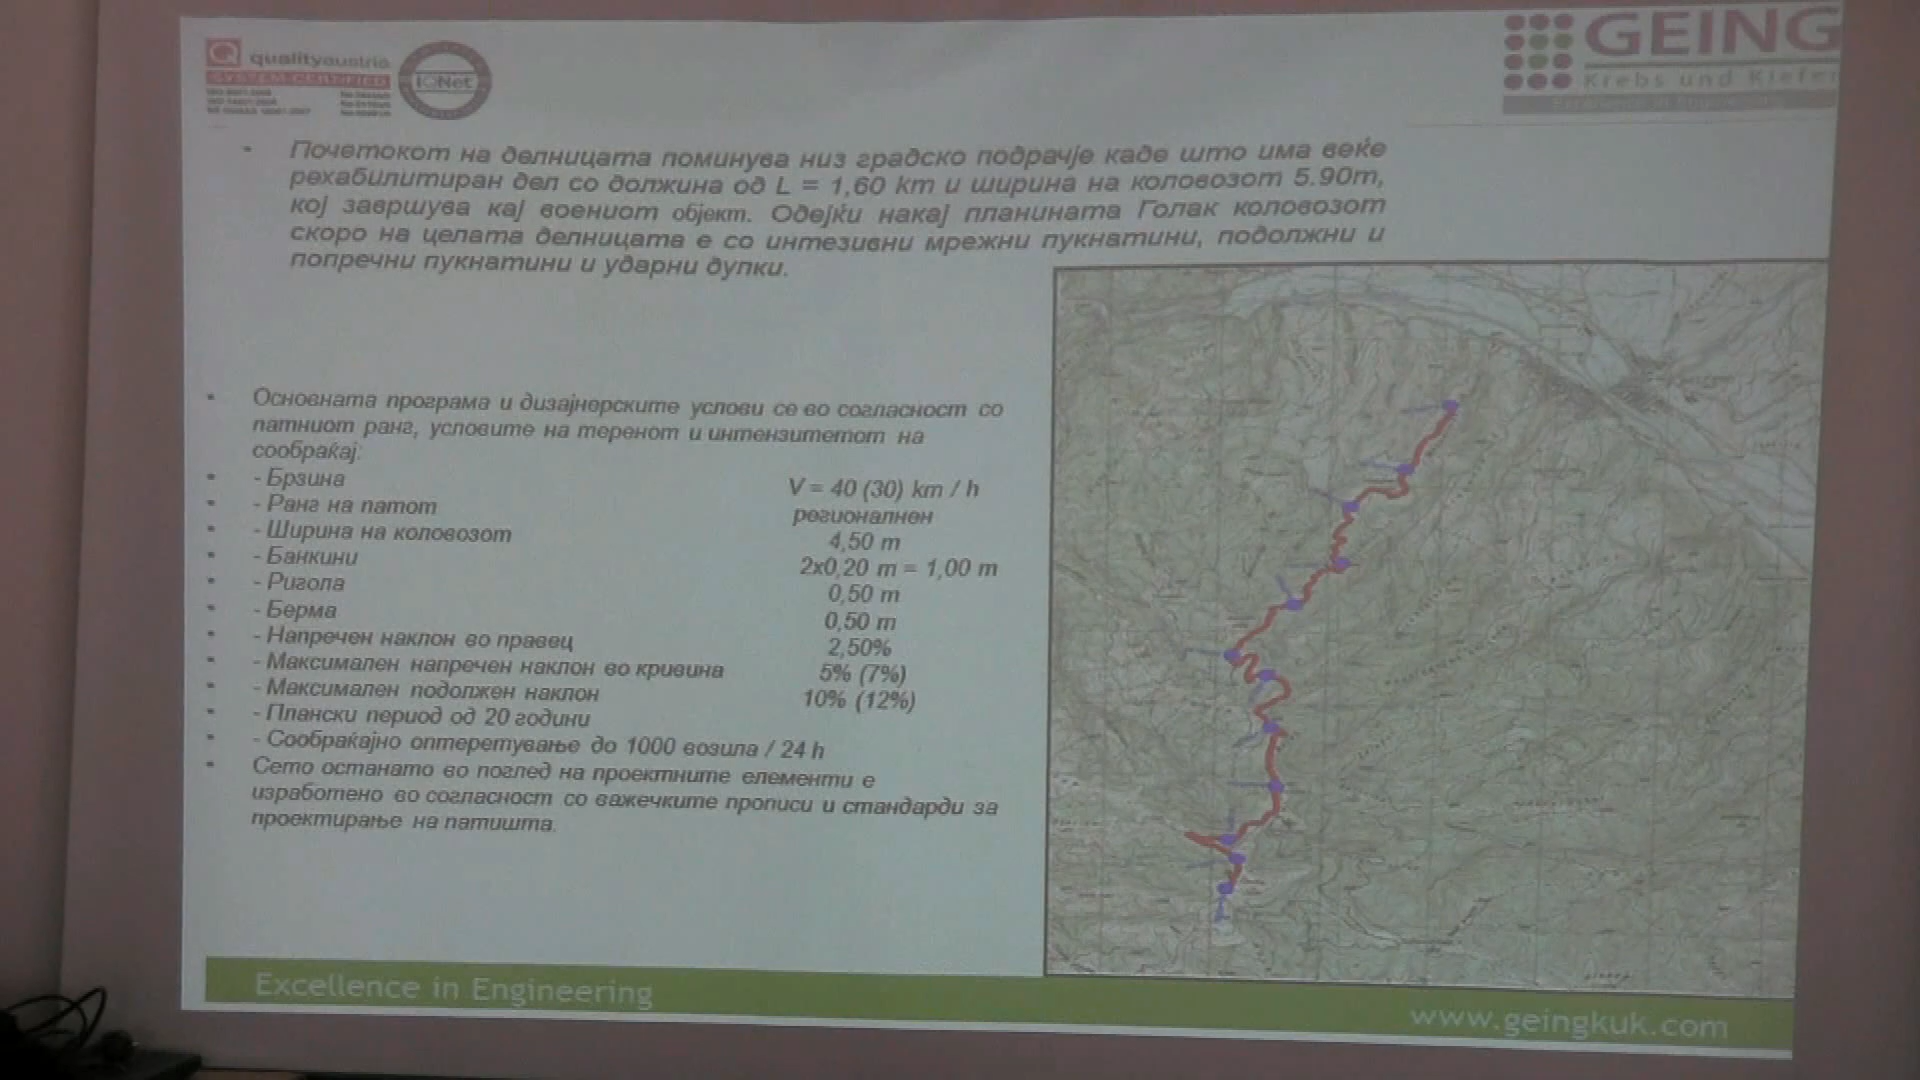 qualityaustria
SYSTEM CERTIFIED
IQNet
GEING
Krebs und Kiefer
Excellence in Engineering
• Почетокот на делницата поминува низ градско подрачје каде што има веќе
рехабилитиран дел со должина од L = 1,60 km и ширина на коловозот 5.90m,
кој завршува кај воениот објект. Одејќи накај планината Голак коловозот
скоро на целата делницата е со интезивни мрежни пукнатини, подолжни и
попречни пукнатини и ударни дупки.
• Основната програма и дизајнерските услови се во согласност со
патниот ранг, условите на теренот и интензитетот на
сообраќај:
• - Брзина V = 40 (30) km / h
• - Ранг на патот регионалнен
• - Ширина на коловозот 4,50 m
• - Банкини 2x0,20 m = 1,00 m
• - Ригола 0,50 m
• - Берма 0,50 m
• - Напречен наклон во правец 2,50%
• - Максимален напречен наклон во кривина 5% (7%)
• - Максимален подолжен наклон 10% (12%)
• - Плански период од 20 години
• - Сообраќајно оптеретување до 1000 возила / 24 h
• Сето останато во поглед на проектните елементи е
изработено во согласност со важечките прописи и стандарди за
проектирање на патишта.
Excellence in Engineering
www.geingkuk.com